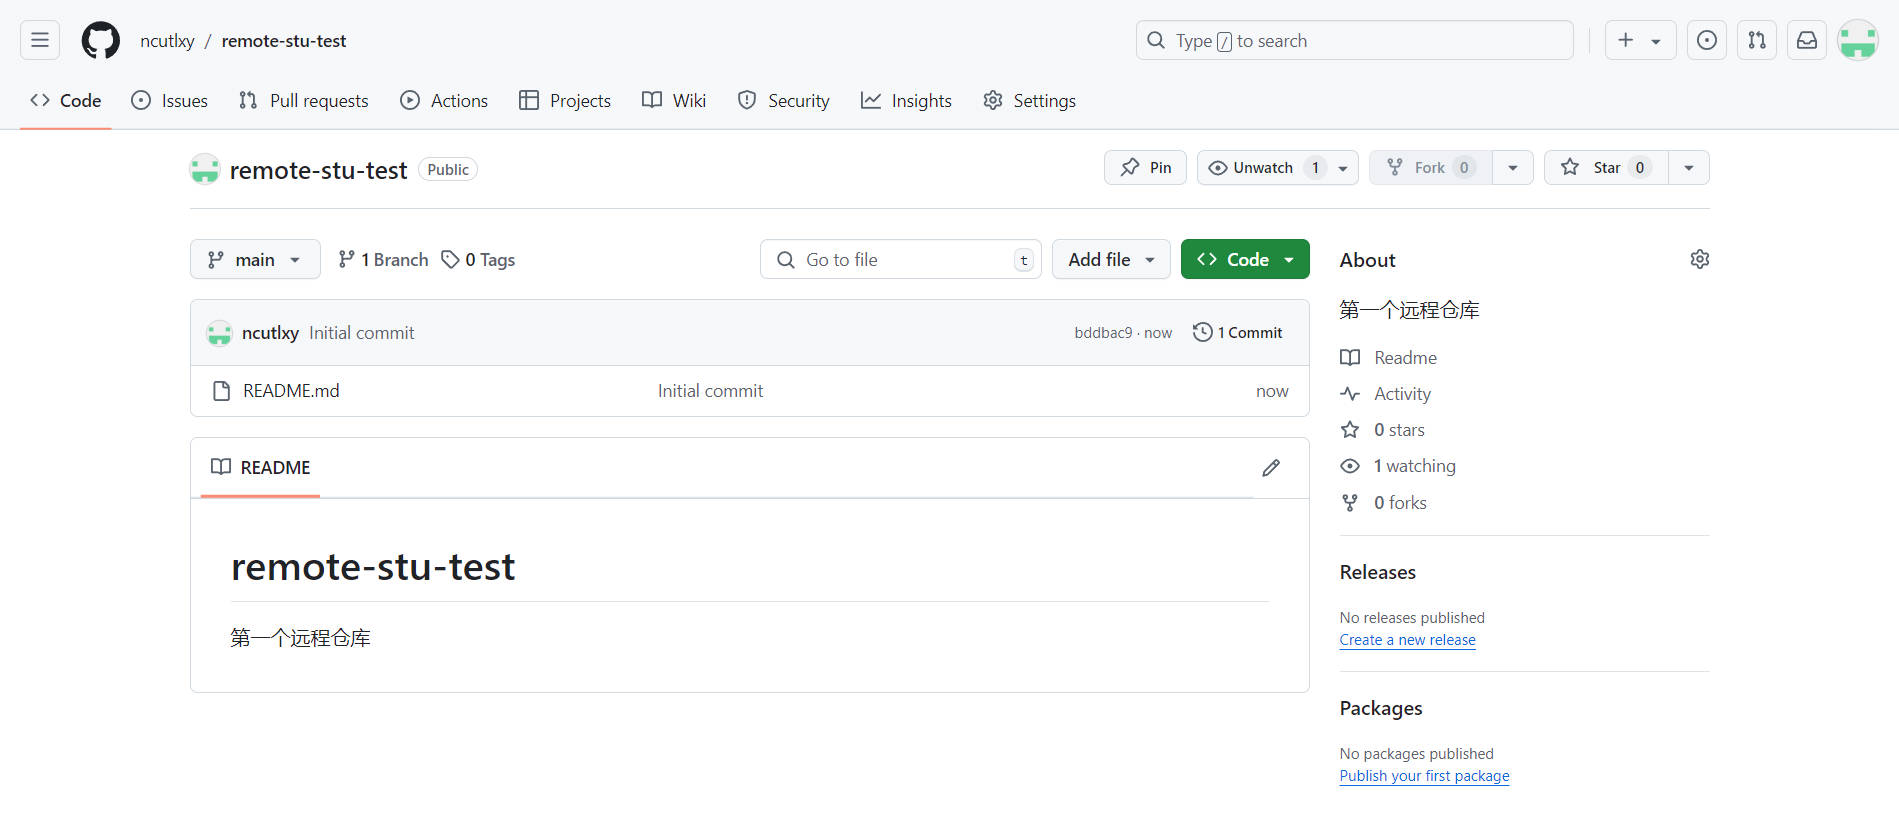 ncutlxy / remote-stu-test
Type / to search
Code Issues Pull requests Actions Projects Wiki Security Insights Settings
remote-stu-test Public
Pin Unwatch 1 Fork 0 Star 0
main 1 Branch 0 Tags
Go to file t Add file Code
ncutlxy Initial commit bddbac9 · now 1 Commit
README.md Initial commit now
README
remote-stu-test
第一个远程仓库
About
第一个远程仓库
Readme
Activity
0 stars
1 watching
0 forks
Releases
No releases published
Create a new release
Packages
No packages published
Publish your first package